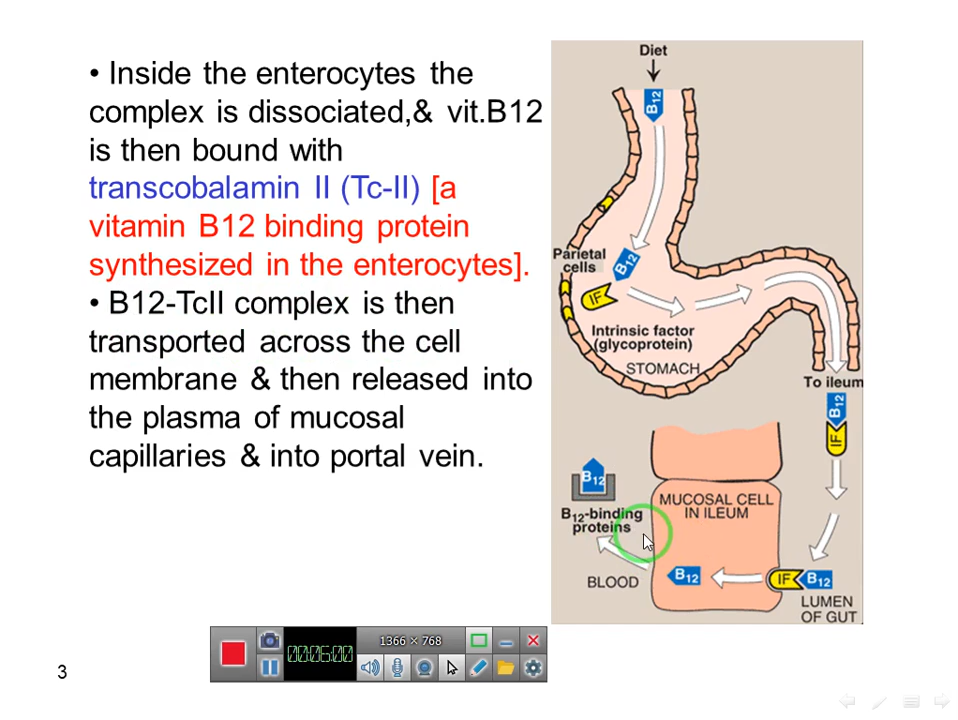 • Inside the enterocytes the
complex is dissociated,& vit.B12
is then bound with
transcobalamin II (Tc-II) [a
vitamin B12 binding protein
synthesized in the enterocytes].
• B12-TcII complex is then
transported across the cell
membrane & then released into
the plasma of mucosal
capillaries & into portal vein.
Diet
B12
Parietal
cells
B12
IF
Intrinsic factor
(glycoprotein)
STOMACH
To ileum
B12
IF
B12
MUCOSAL CELL
IN ILEUM
B12-binding
proteins
B12
IF B12
BLOOD
LUMEN
OF GUT
1366 × 768
00:06:00
3